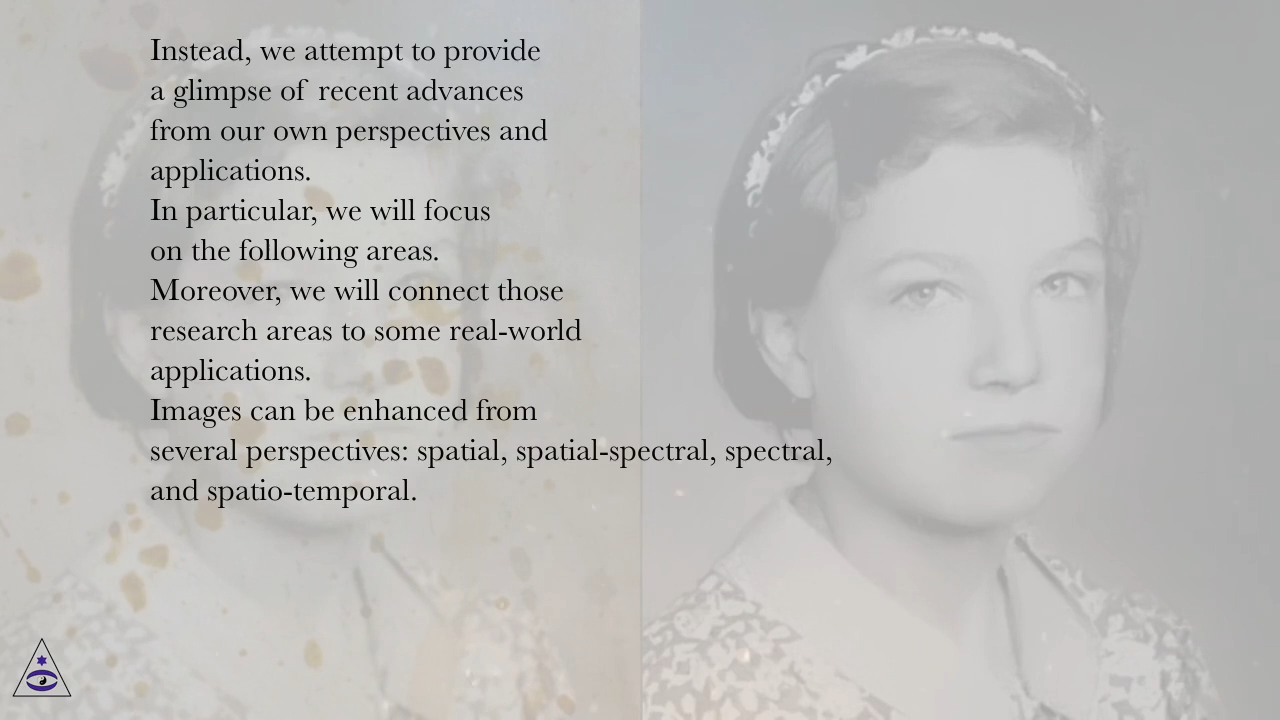 Instead, we attempt to provide
a glimpse of recent advances
from our own perspectives and
applications.
In particular, we will focus
on the following areas.
Moreover, we will connect those
research areas to some real-world
applications.
Images can be enhanced from
several perspectives: spatial, spatial-spectral, spectral,
and spatio-temporal.